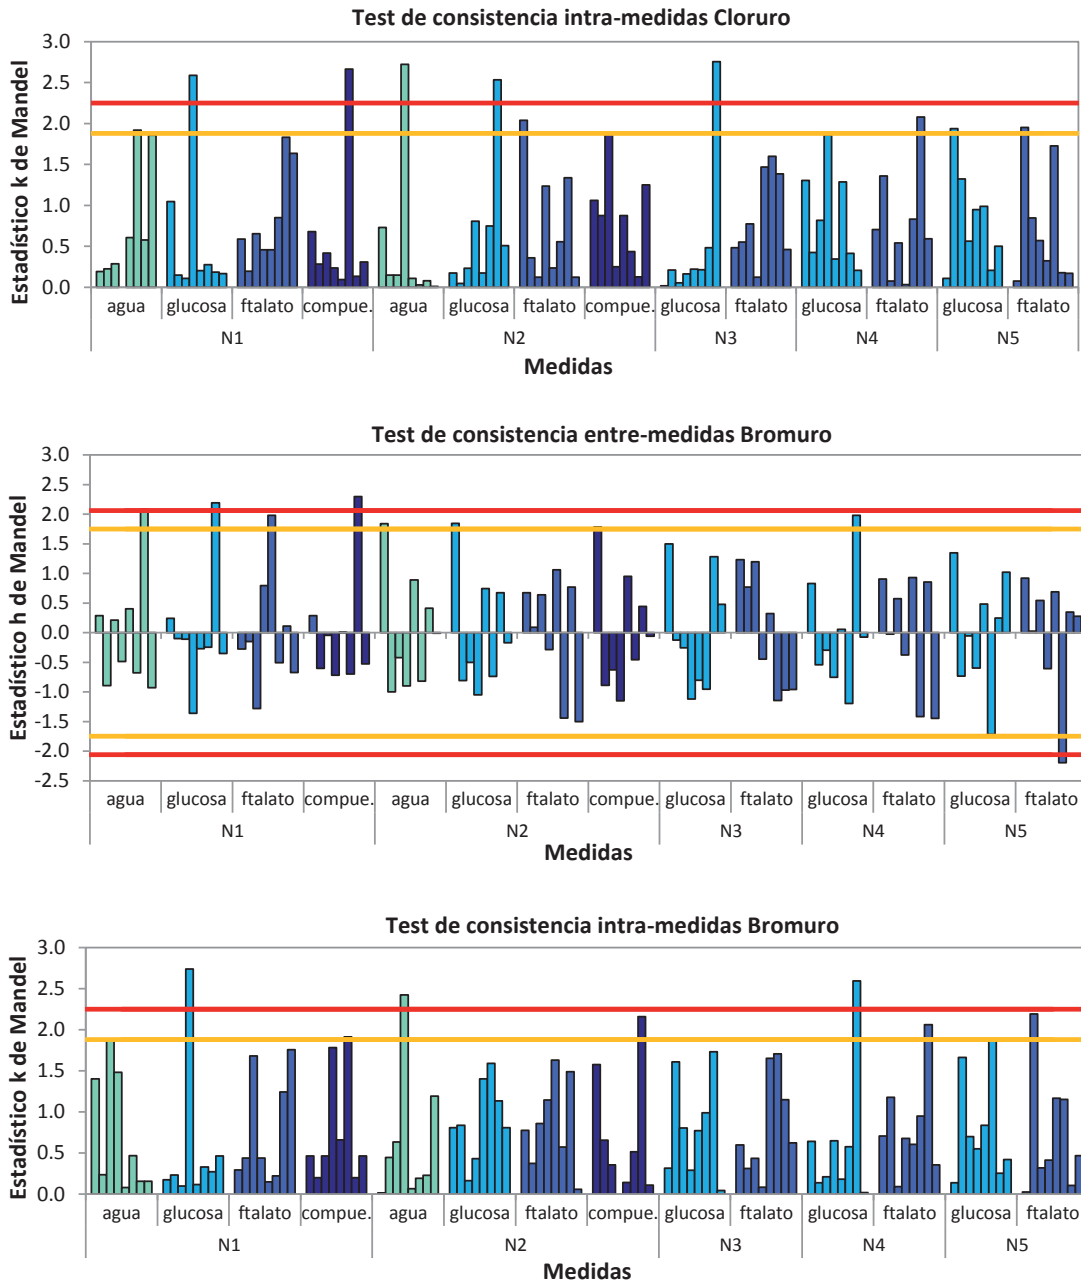 Test de consistencia intra-medidas Cloruro
Estadístico k de Mandel
3.0
2.5
2.0
1.5
1.0
0.5
0.0
agua glucosa ftalato compue. agua glucosa ftalato compue. glucosa ftalato glucosa ftalato glucosa ftalato
N1 N2 N3 N4 N5
Medidas
Test de consistencia entre-medidas Bromuro
Estadístico h de Mandel
3.0
2.5
2.0
1.5
1.0
0.5
0.0
-0.5
-1.0
-1.5
-2.0
-2.5
agua glucosa ftalato compue. agua glucosa ftalato compue. glucosa ftalato glucosa ftalato glucosa ftalato
N1 N2 N3 N4 N5
Medidas
Test de consistencia intra-medidas Bromuro
Estadístico k de Mandel
3.0
2.5
2.0
1.5
1.0
0.5
0.0
agua glucosa ftalato compue. agua glucosa ftalato compue. glucosa ftalato glucosa ftalato glucosa ftalato
N1 N2 N3 N4 N5
Medidas